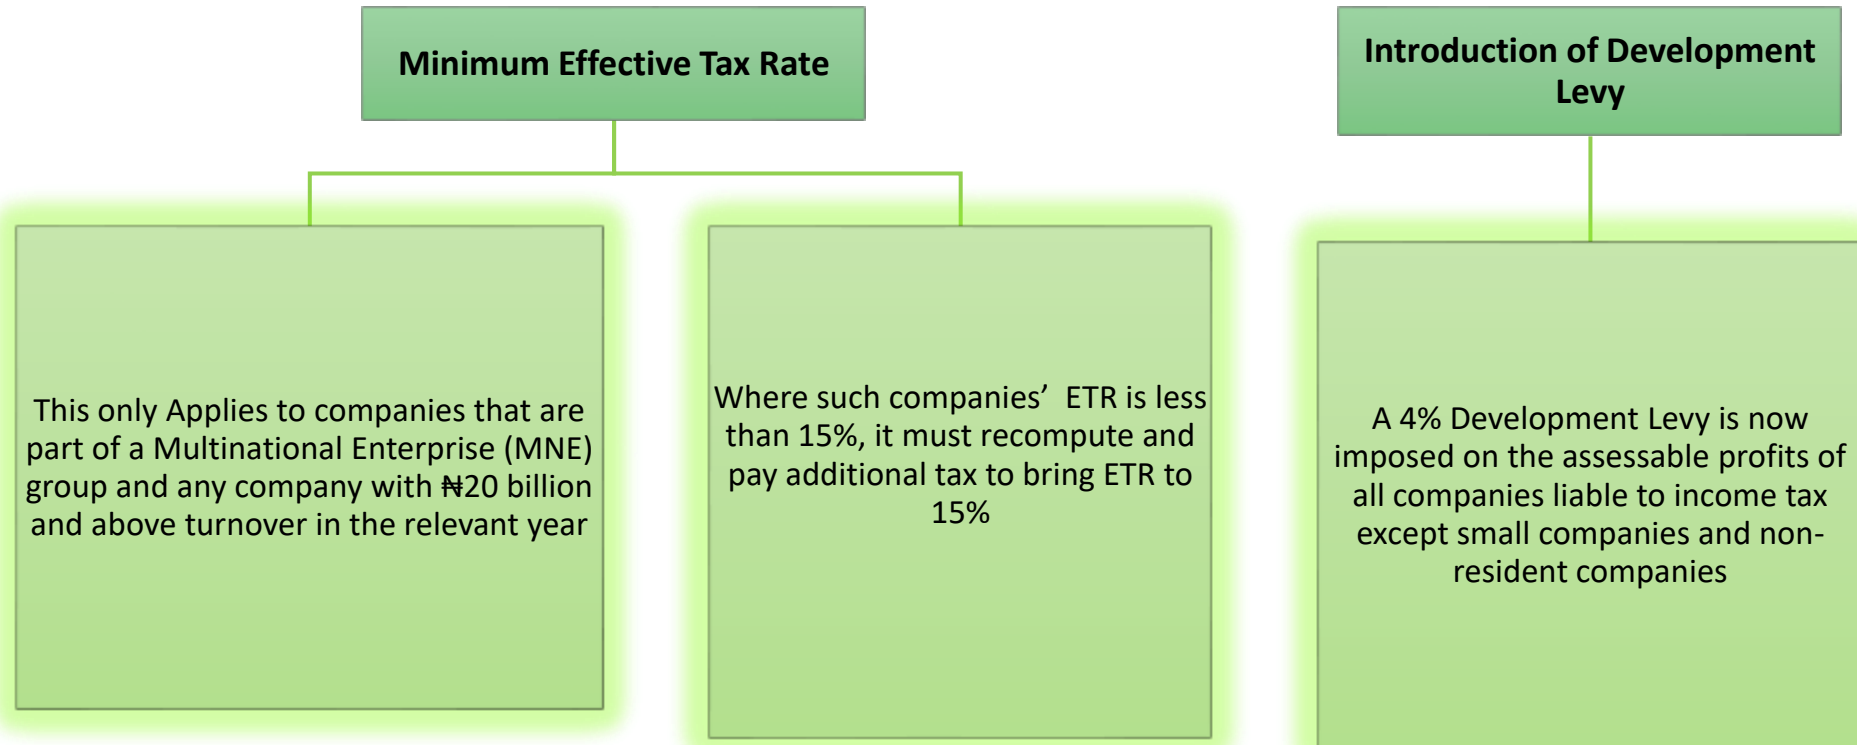 Minimum Effective Tax Rate
This only Applies to companies that are
part of a Multinational Enterprise (MNE)
group and any company with ₦20 billion
and above turnover in the relevant year
Where such companies’  ETR is less
than 15%, it must recompute and
pay additional tax to bring ETR to
15%
Introduction of Development
Levy
A 4% Development Levy is now
imposed on the assessable profits of
all companies liable to income tax
except small companies and non-
resident companies